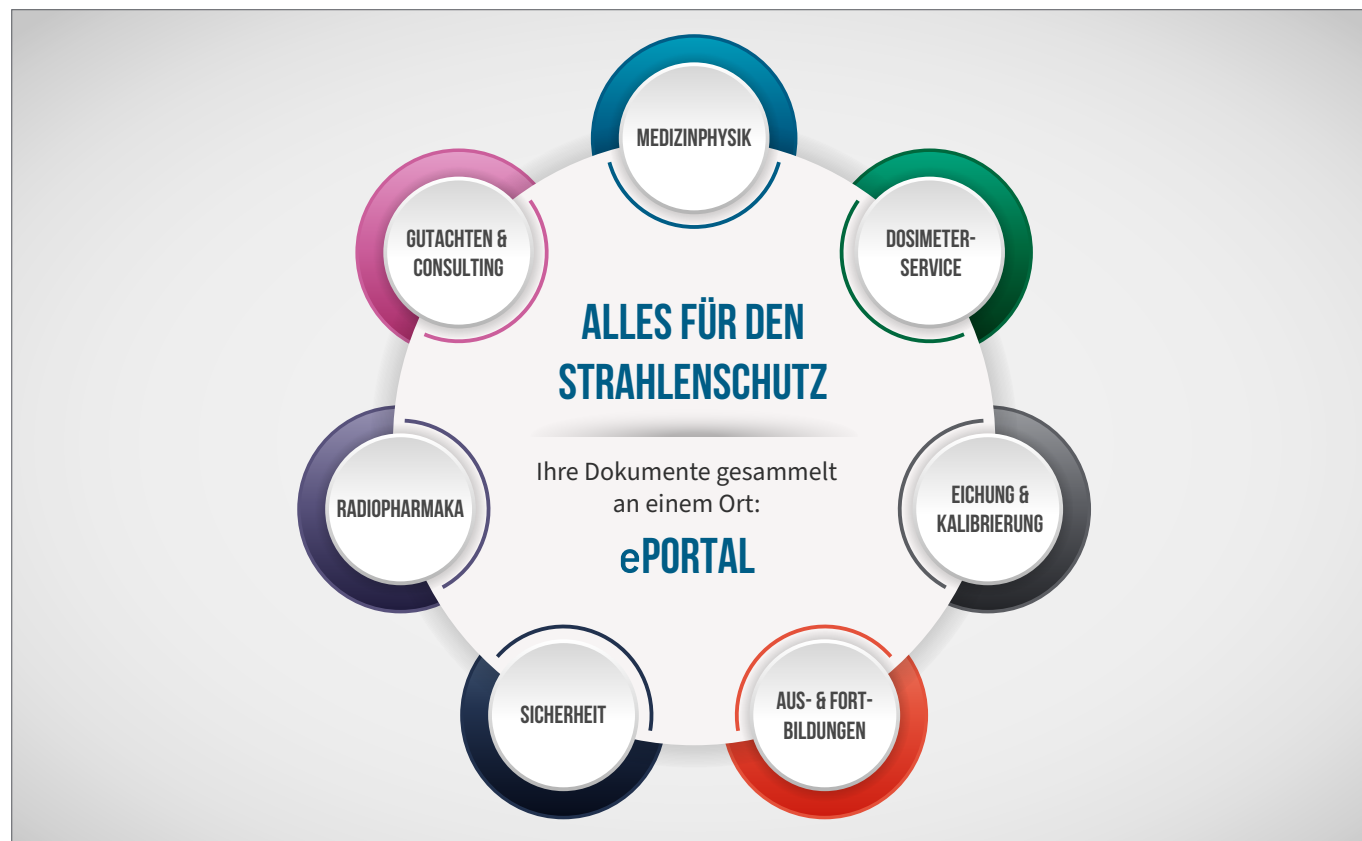 MEDIZINPHYSIK
GUTACHTEN &
CONSULTING
DOSIMETER-
SERVICE
ALLES FÜR DEN
STRAHLENSCHUTZ
Ihre Dokumente gesammelt
an einem Ort:
ePORTAL
RADIOPHARMAKA
EICHUNG &
KALIBRIERUNG
SICHERHEIT
AUS- & FORT-
BILDUNGEN